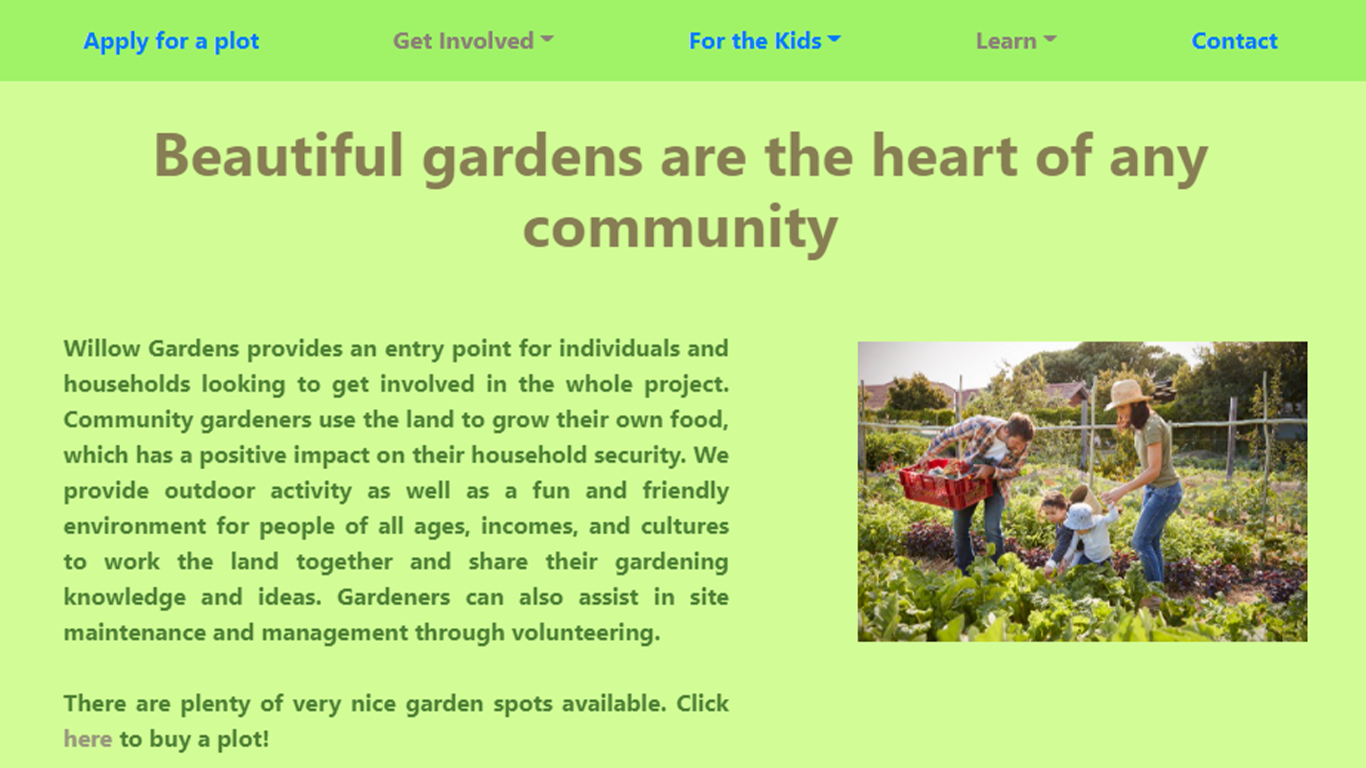 Apply for a plot Get Involved For the Kids Learn Contact
Beautiful gardens are the heart of any
community
Willow Gardens provides an entry point for individuals and
households looking to get involved in the whole project.
Community gardeners use the land to grow their own food,
which has a positive impact on their household security. We
provide outdoor activity as well as a fun and friendly
environment for people of all ages, incomes, and cultures
to work the land together and share their gardening
knowledge and ideas. Gardeners can also assist in site
maintenance and management through volunteering.
There are plenty of very nice garden spots available. Click
here to buy a plot!